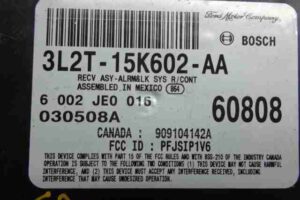 Ford Motor Company,
BOSCH
3L2T-15K602-AA
RECV ASY-ALRM&LK SYS R/CONT
ASSEMBLED IN MEXICO 864
6 002 JE0 016
60808
030508A
CANADA : 909104142A
FCC ID : PFJSIP1V6
THIS DEVICE COMPLIES WITH PART 15 OF THE FCC RULES AND WITH RSS-210 OF THE INDUSTRY CANADA
OPERATION IS SUBJECT TO THE FOLLOWING TWO CONDITIONS: (1) THIS DEVICE MAY NOT CAUSE HARMFUL
INTERFERENCE, AND (2) THIS DEVICE MUST ACCEPT ANY INTERFERENCE RECEIVED, INCLUDING
INTERFERENCE THAT MAY CAUSE UNDESIRED OPERATION.